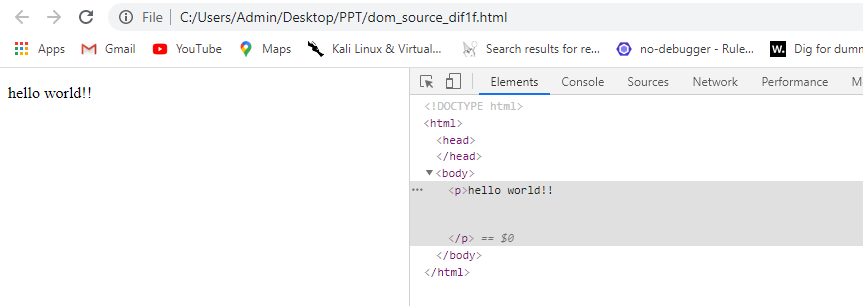 File C:/Users/Admin/Desktop/PPT/dom_source_dif1f.html
Apps Gmail YouTube Maps Kali Linux & Virtual... Search results for re... no-debugger - Rule... W. Dig for dumm
hello world!!
Elements Console Sources Network Performance M
<!DOCTYPE html>
<html>
<head>
</head>
<body>
... <p>hello world!!
</p> == $0
</body>
</html>